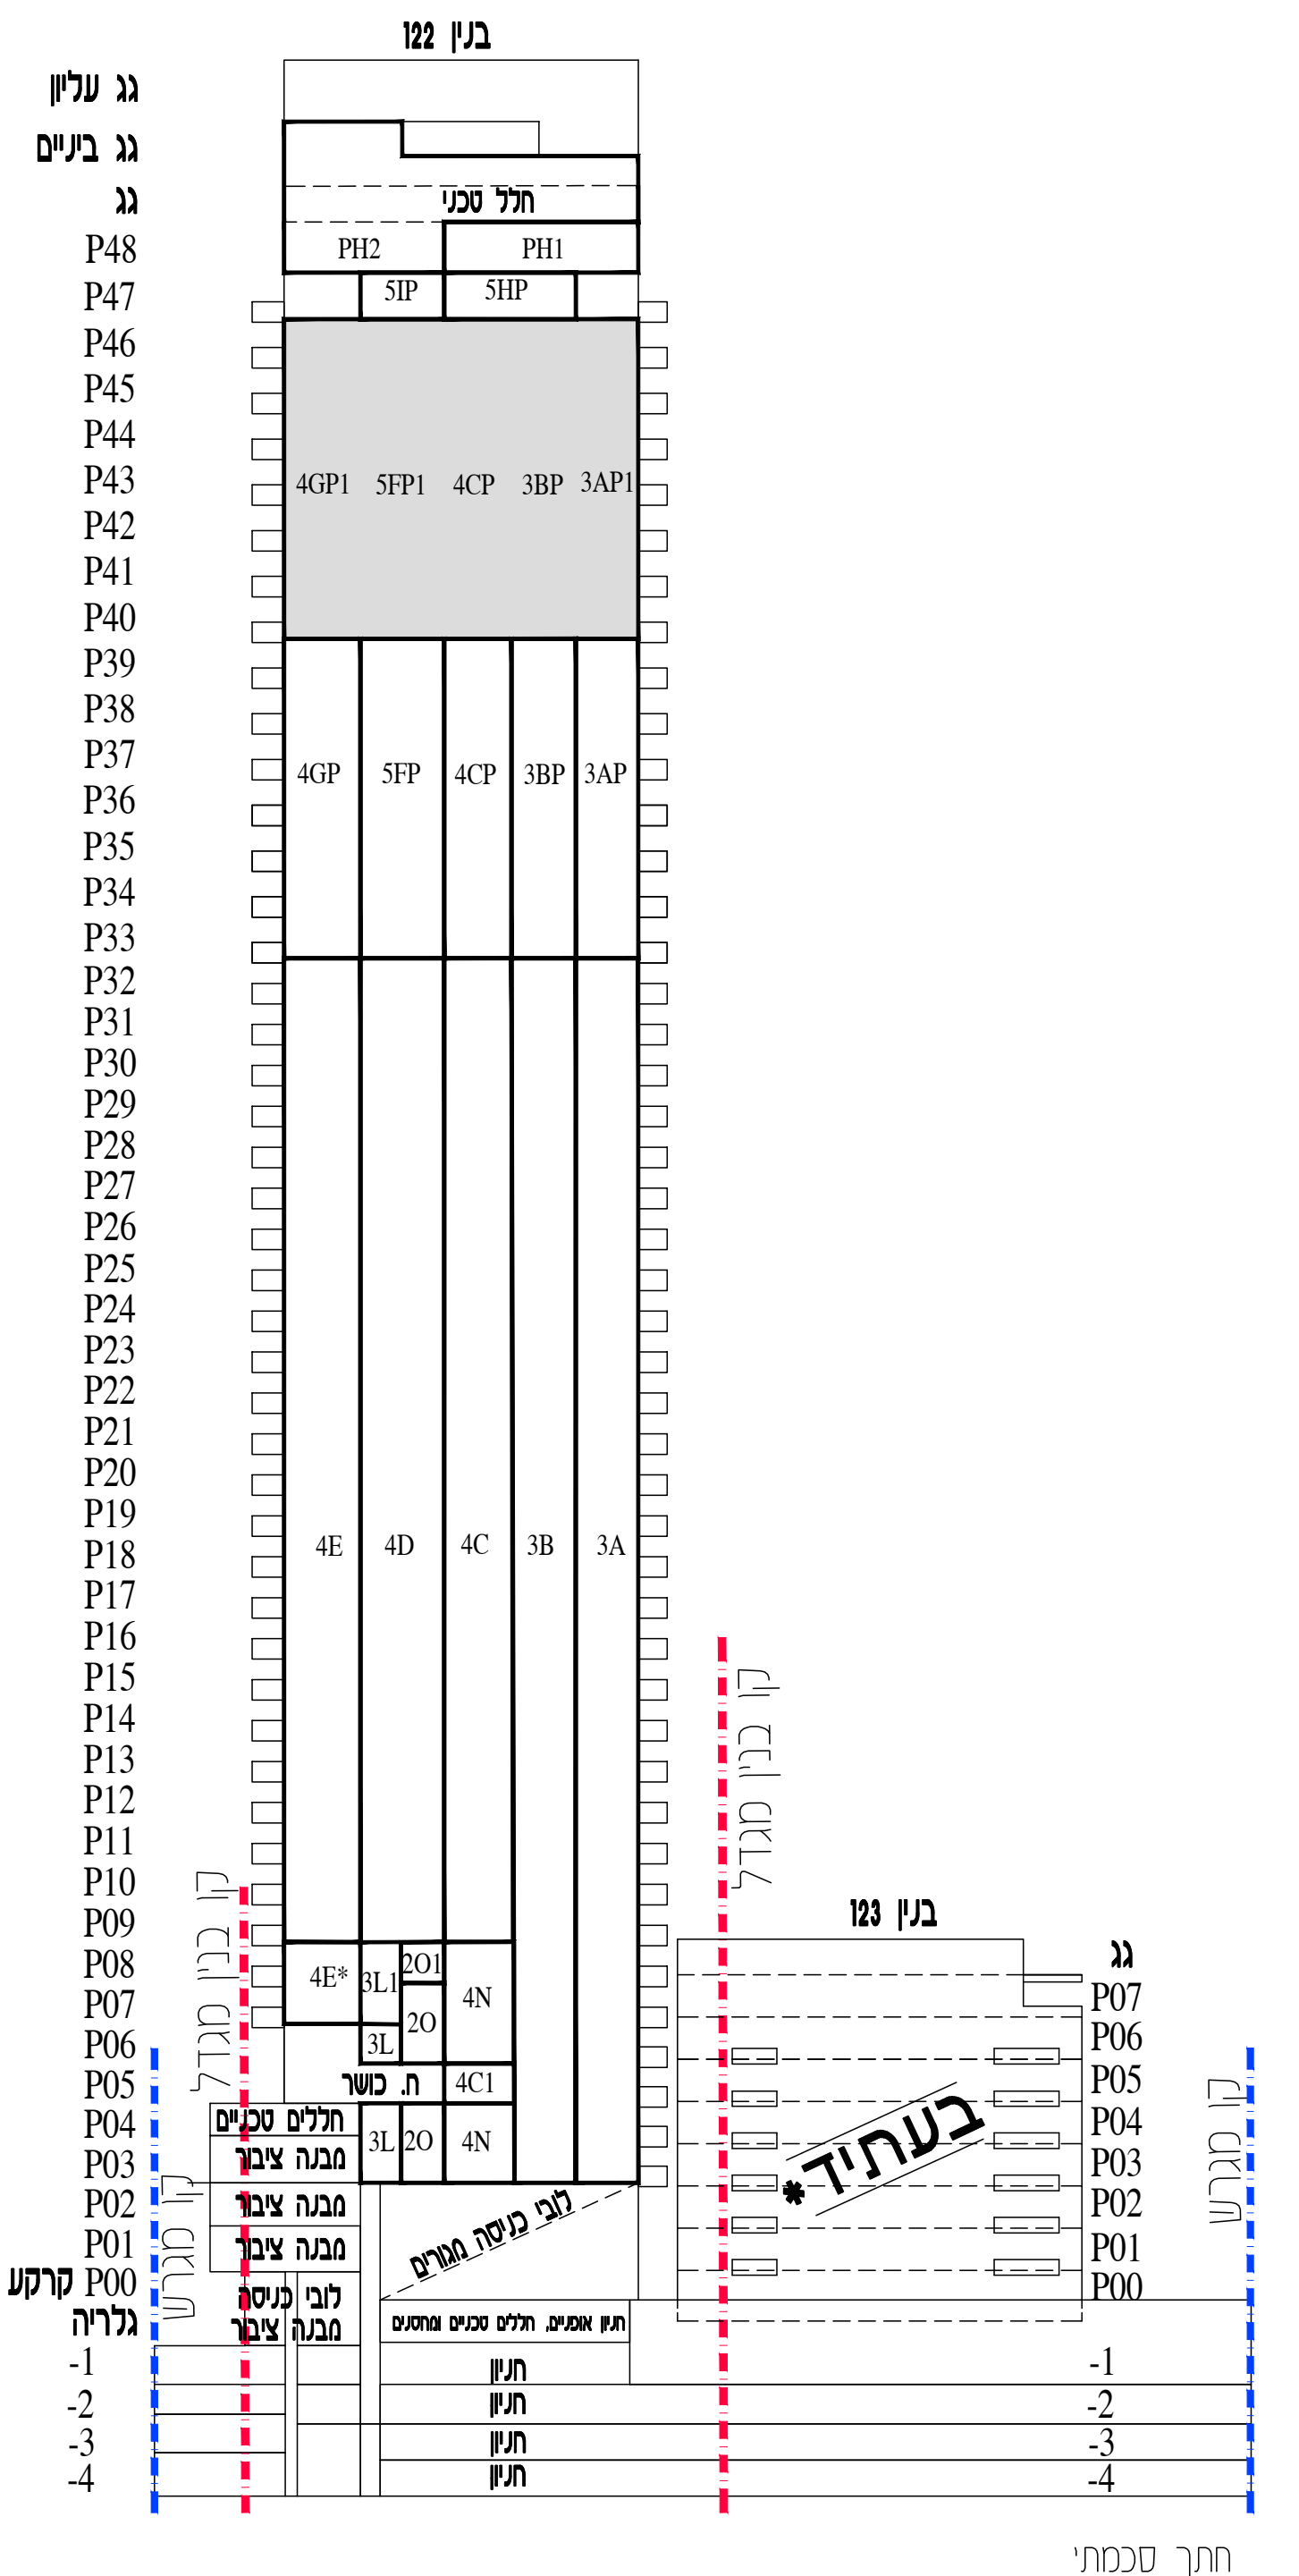 בנין 122
גג עליון
גג ביניים
גג
חלל טכני
P48
PH2 PH1
P47
5IP 5HP
P46
P45
P44
P43
4GP1 5FP1 4CP 3BP 3AP1
P42
P41
P40
P39
P38
P37
4GP 5FP 4CP 3BP 3AP
P36
P35
P34
P33
P32
P31
P30
P29
P28
P27
P26
P25
P24
P23
P22
P21
P20
P19
P18
4E 4D 4C 3B 3A
P17
P16
P15
P14
P13
P12
P11
P10
P09
P08
P07
P06
P05
P04
P03
P02
P01
קרקע P00
גלריה
-1
-2
-3
-4
4E* 3L1 2O1 4N
2O
3L
ח. כושר 4C1
3L 2O 4N
חללים טכניים
מבנה ציבור
מבנה ציבור
מבנה ציבור
לובי כניסה
מבנה ציבור
לובי כניסה מגורים
חניון אופניים, חללים טכניים ומחסנים
חניון
חניון
חניון
חניון
קו בנין מגדל
קו מגרש
קו בנין מגדל
קו מגרש
בנין 123
גג
P07
P06
P05
P04
P03
P02
P01
P00
-1
-2
-3
-4
בעתיד*
חתך סכמתי